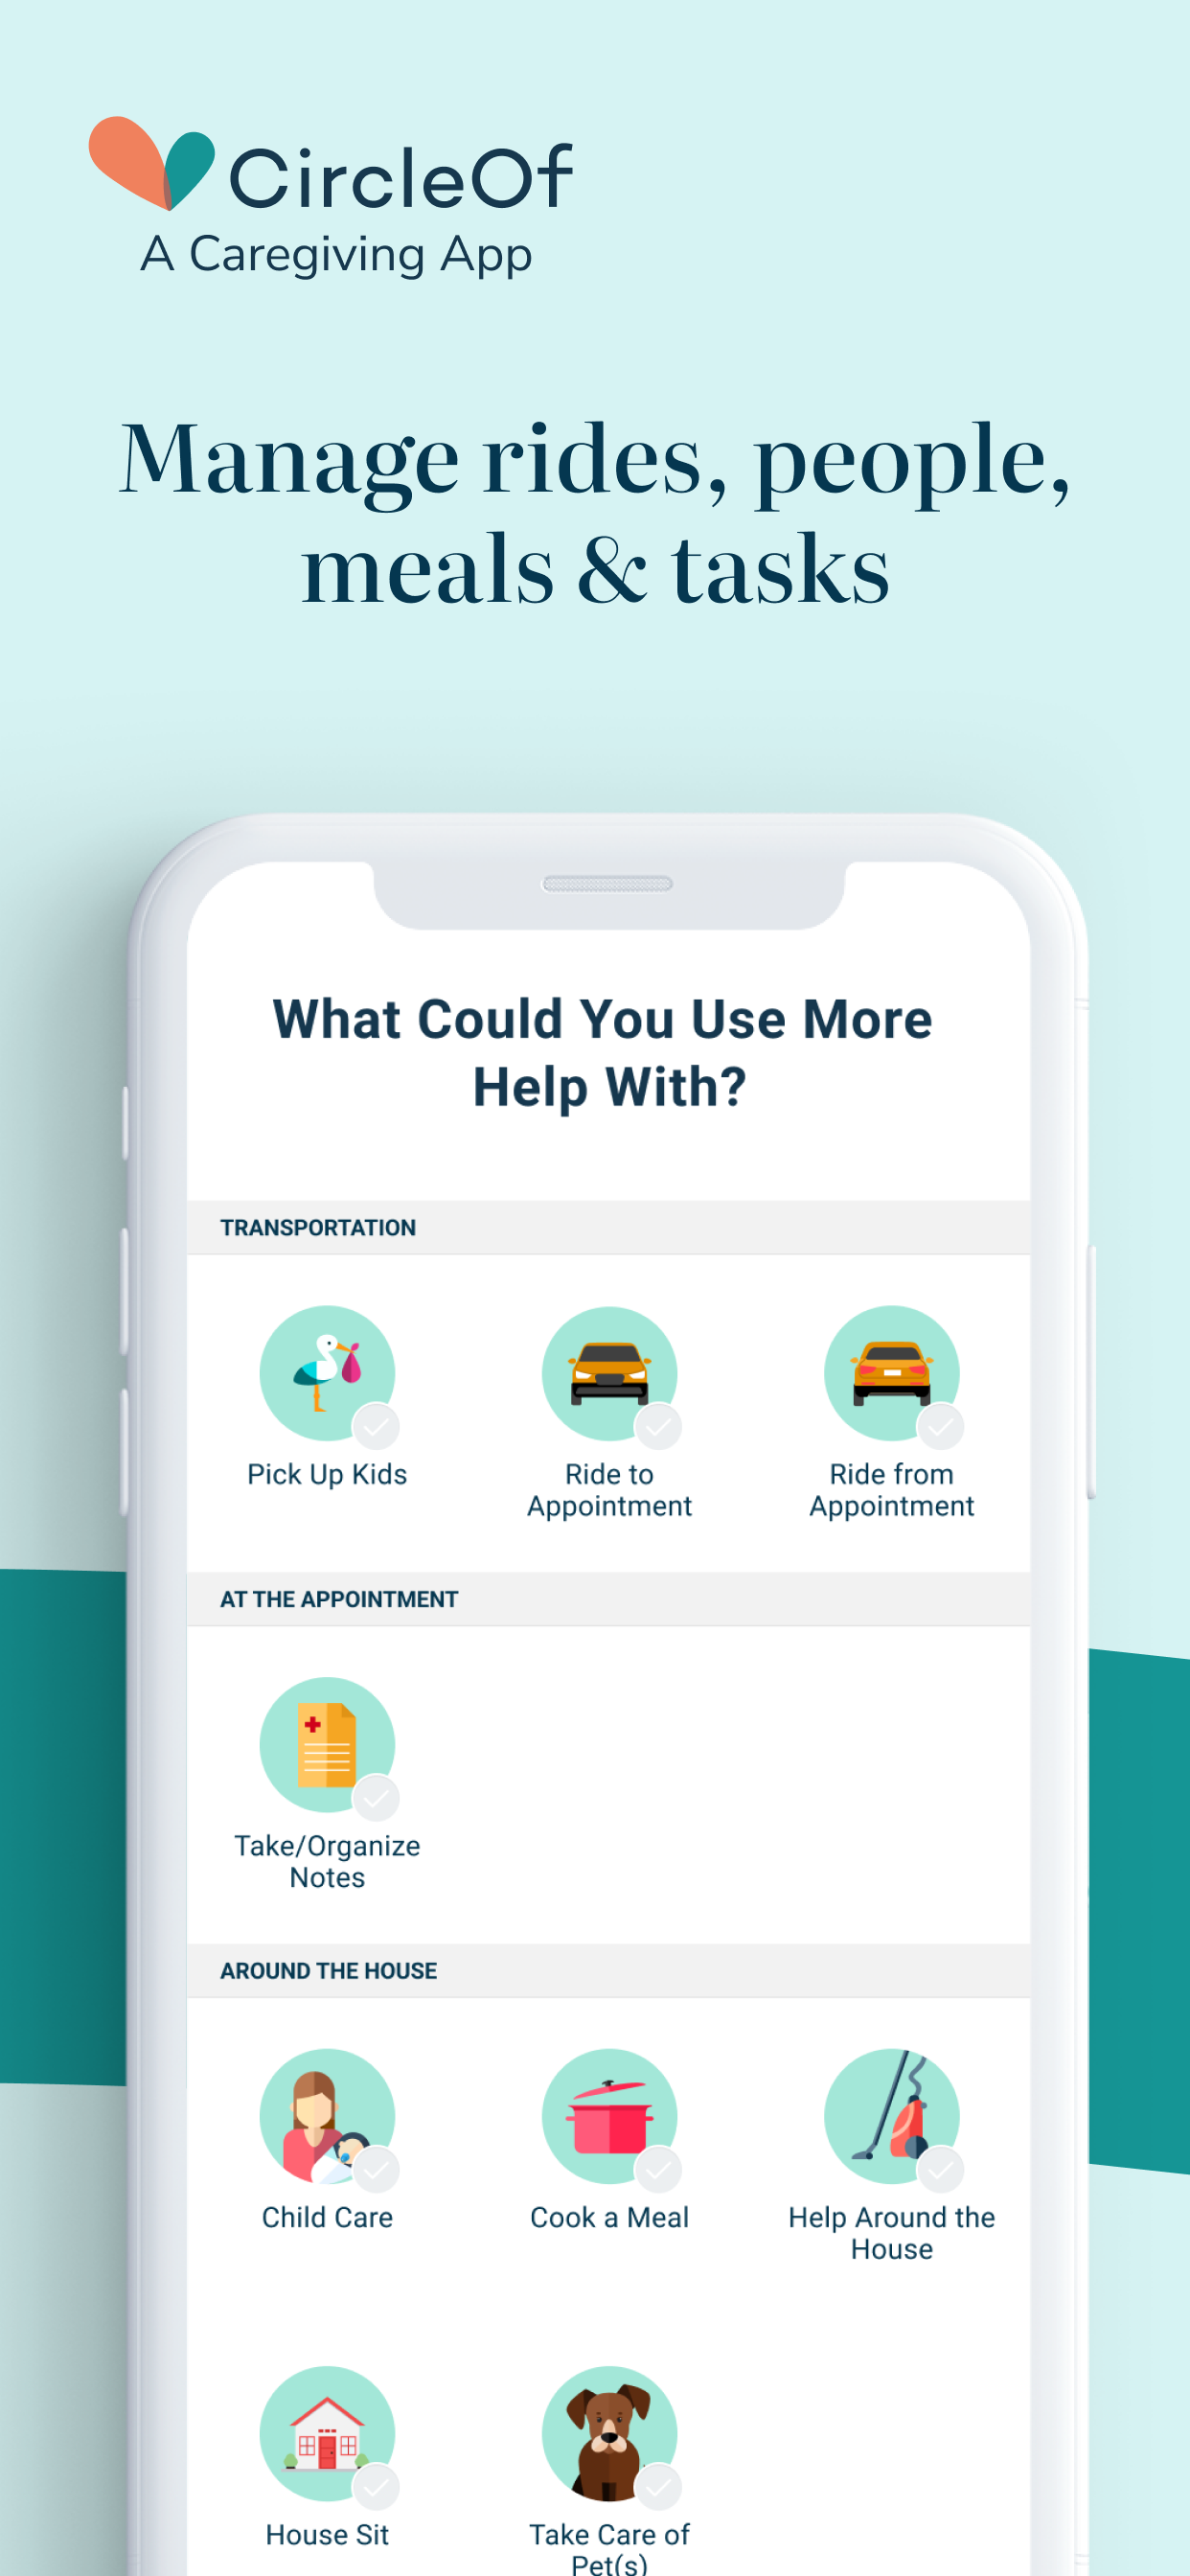 CircleOf
A Caregiving App
Manage rides, people,
meals & tasks
What Could You Use More
Help With?
TRANSPORTATION
Pick Up Kids
Ride to
Appointment
Ride from
Appointment
AT THE APPOINTMENT
Take/Organize
Notes
AROUND THE HOUSE
Child Care
Cook a Meal
Help Around the
House
House Sit
Take Care of
Pet(s)